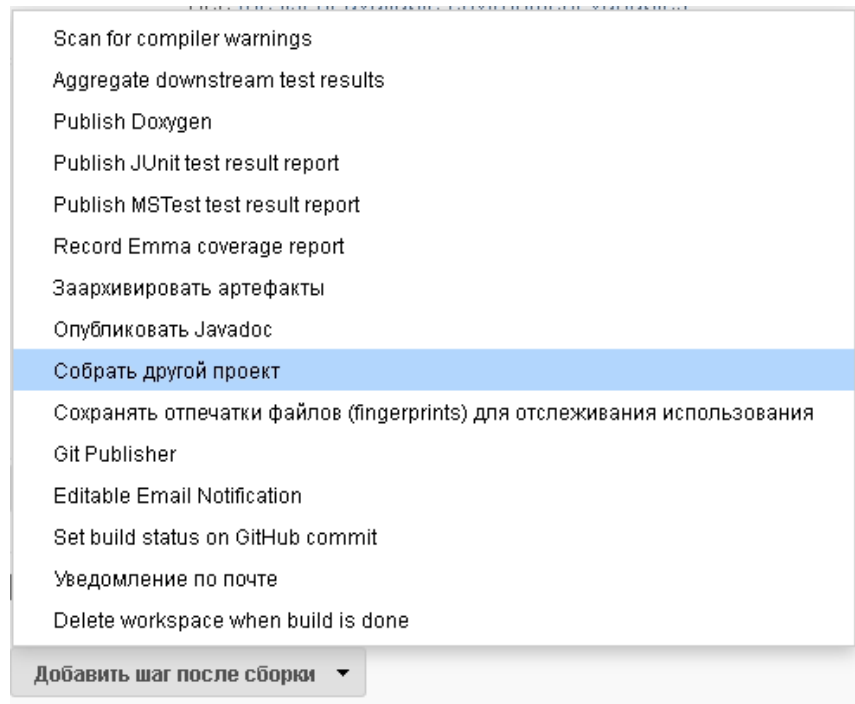 Scan for compiler warnings
Aggregate downstream test results
Publish Doxygen
Publish JUnit test result report
Publish MSTest test result report
Record Emma coverage report
Заархивировать артефакты
Опубликовать Javadoc
Собрать другой проект
Сохранять отпечатки файлов (fingerprints) для отслеживания использования
Git Publisher
Editable Email Notification
Set build status on GitHub commit
Уведомление по почте
Delete workspace when build is done
Добавить шаг после сборки